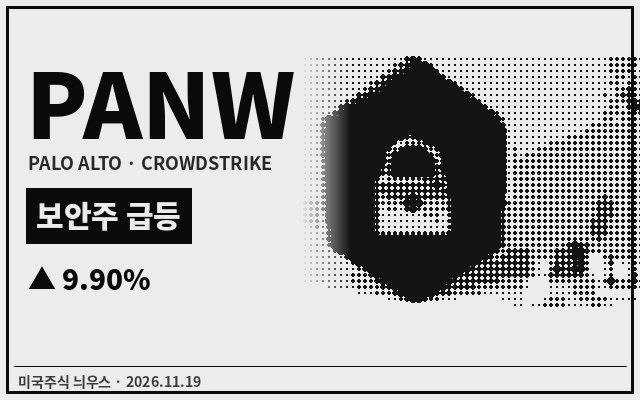 PANW
PALO ALTO · CROWDSTRIKE
보안주 급등
▲ 9.90%
미국주식 늬우스 · 2026.11.19